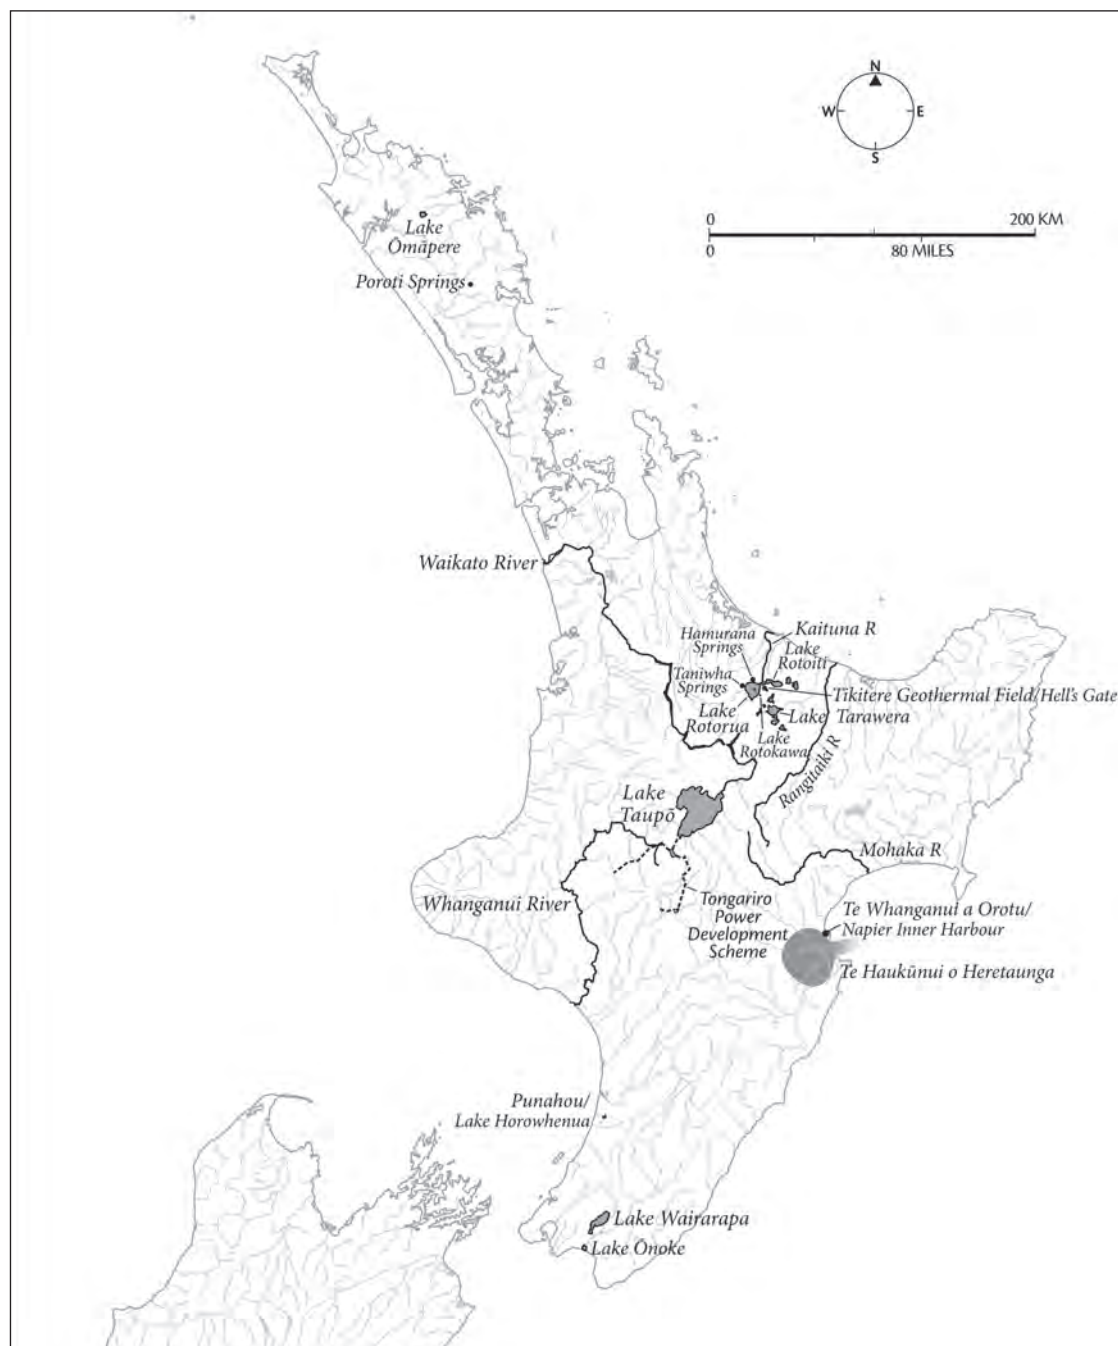 N
W
E
S
0
200 KM
0
80 MILES
Lake
Ōmāpere
Poroti Springs
Waikato River
Hamurana
Springs
Kaituna R
Lake
Rotoiti
Taniwha
Springs
Tikitere Geothermal Field/Hell's Gate
Lake
Rotorua
Lake Tarawera
Lake
Rotokawa
Rangitaiki R
Lake
Taupō
Mohaka R
Whanganui River
Tongariro
Power
Development
Scheme
Te Whanganui a Orotu/
Napier Inner Harbour
Te Haukūnui o Heretaunga
Punahou/
Lake Horowhenua
Lake Wairarapa
Lake Ōnoke